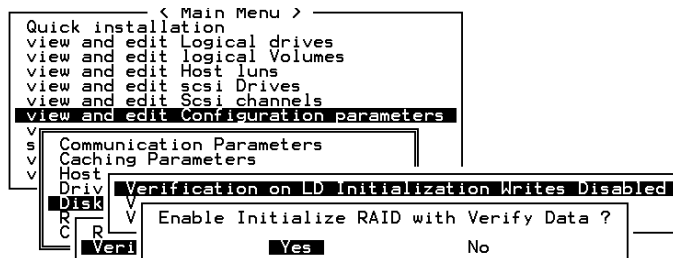 < Main Menu >
Quick installation
view and edit Logical drives
view and edit logical Volumes
view and edit Host luns
view and edit scsi Drives
view and edit Scsi channels
view and edit Configuration parameters
v
s Communication Parameters
v Caching Parameters
v Host
Driv Verification on LD Initialization Writes Disabled
Disk V
R V Enable Initialize RAID with Verify Data ?
C R
Veri Yes No